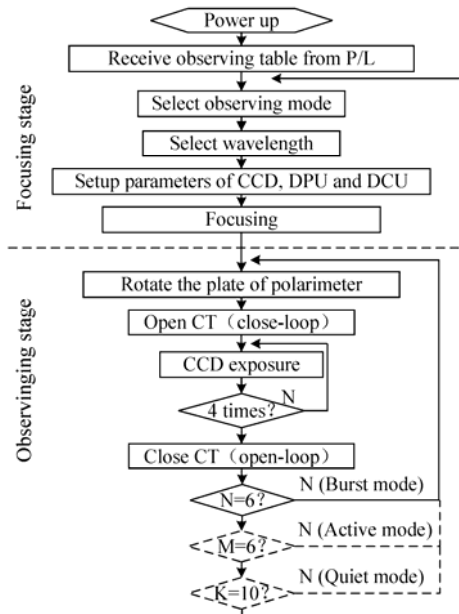 Power up
Receive observing table from P/L
Select observing mode
Select wavelength
Setup parameters of CCD, DPU and DCU
Focusing
Focusing stage
Rotate the plate of polarimeter
Open CT（close-loop）
CCD exposure
N
4 times?
Close CT (open-loop)
N (Burst mode)
N=6?
N (Active mode)
M=6?
N (Quiet mode)
K=10?
Observinging stage